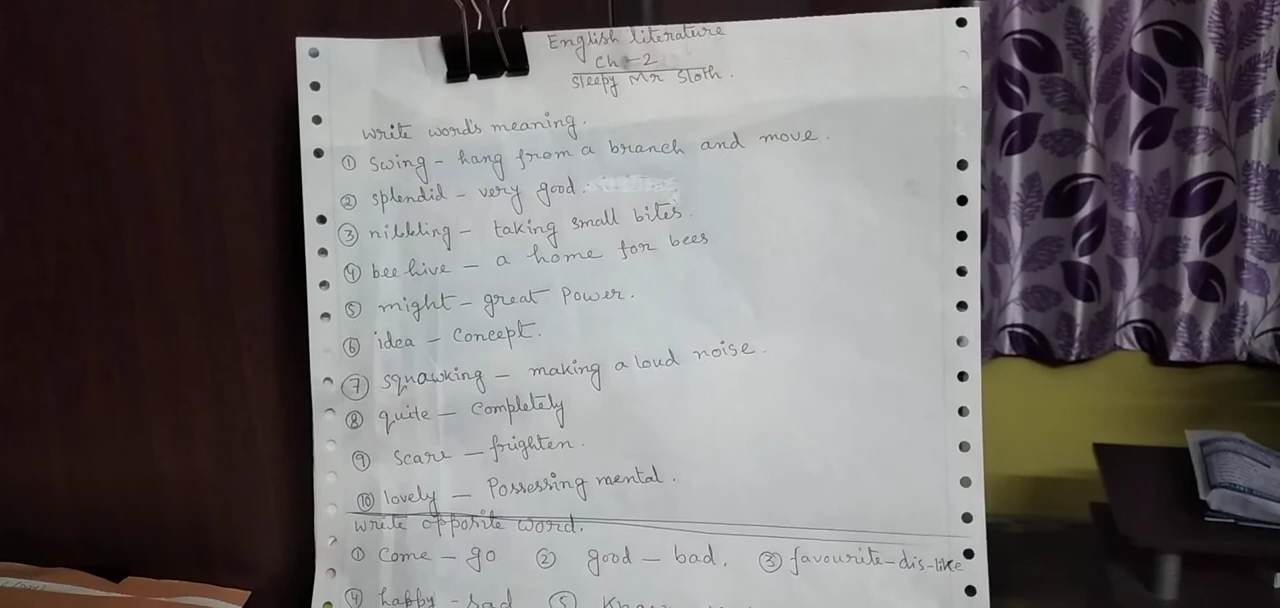 English literature
Ch-2
Sleepy Mr Sloth.
write words meaning.
① swing - hang from a branch and move.
② splendid - very good.
③ nibbling - taking small bites.
④ bee hive - a home for bees
⑤ might - great Power.
⑥ idea - Concept.
⑦ squawking - making a loud noise.
⑧ quite - Completely
⑨ scare - frighten.
⑩ lovely - Possessing mental.
write opposite word.
① Come - go ② good - bad. ③ favourite - dis-like
④ happy - sad ⑤